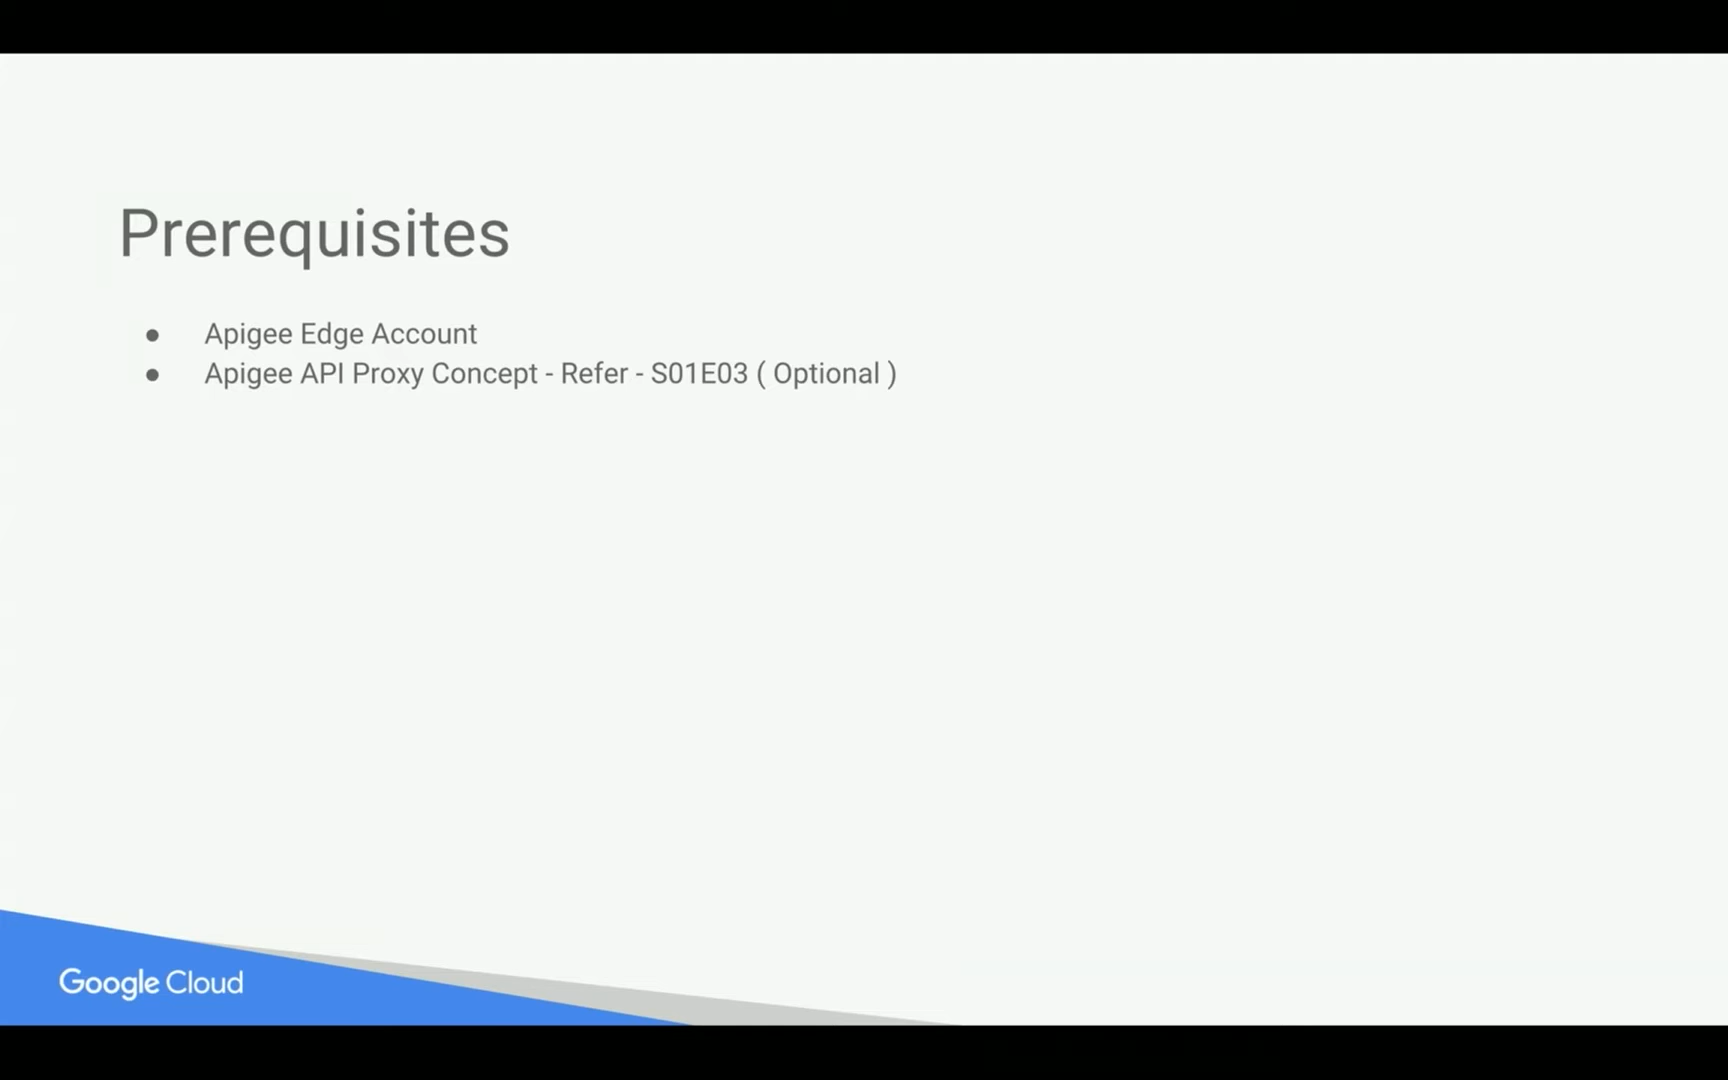 Prerequisites
● Apigee Edge Account
● Apigee API Proxy Concept - Refer - S01E03 ( Optional )
Google Cloud